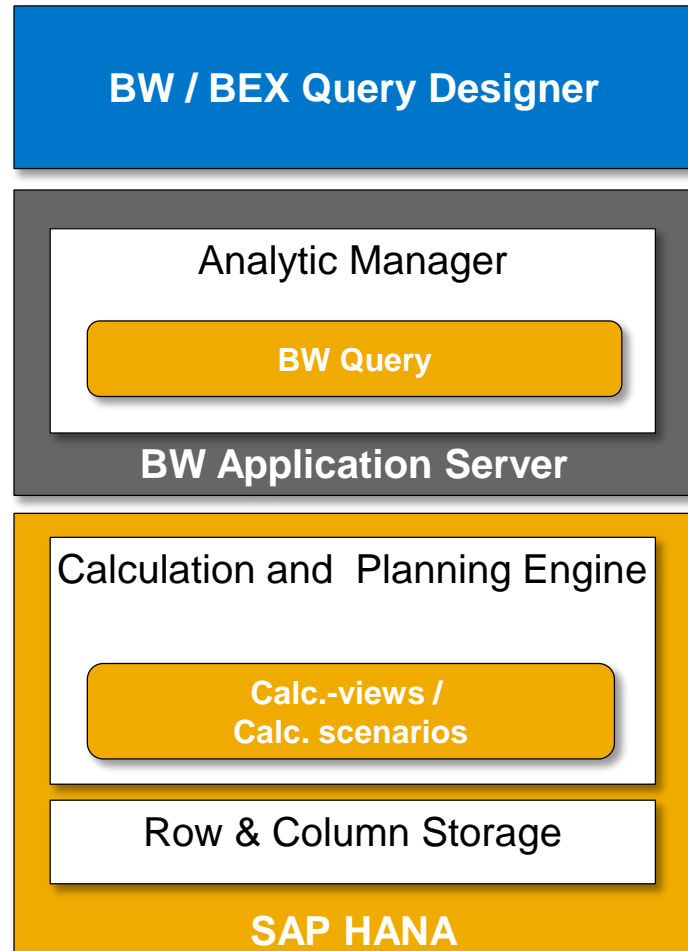 BW / BEX Query Designer
Analytic Manager
BW Query
BW Application Server
Calculation and  Planning Engine
Calc.-views /
Calc. scenarios
Row & Column Storage
SAP HANA